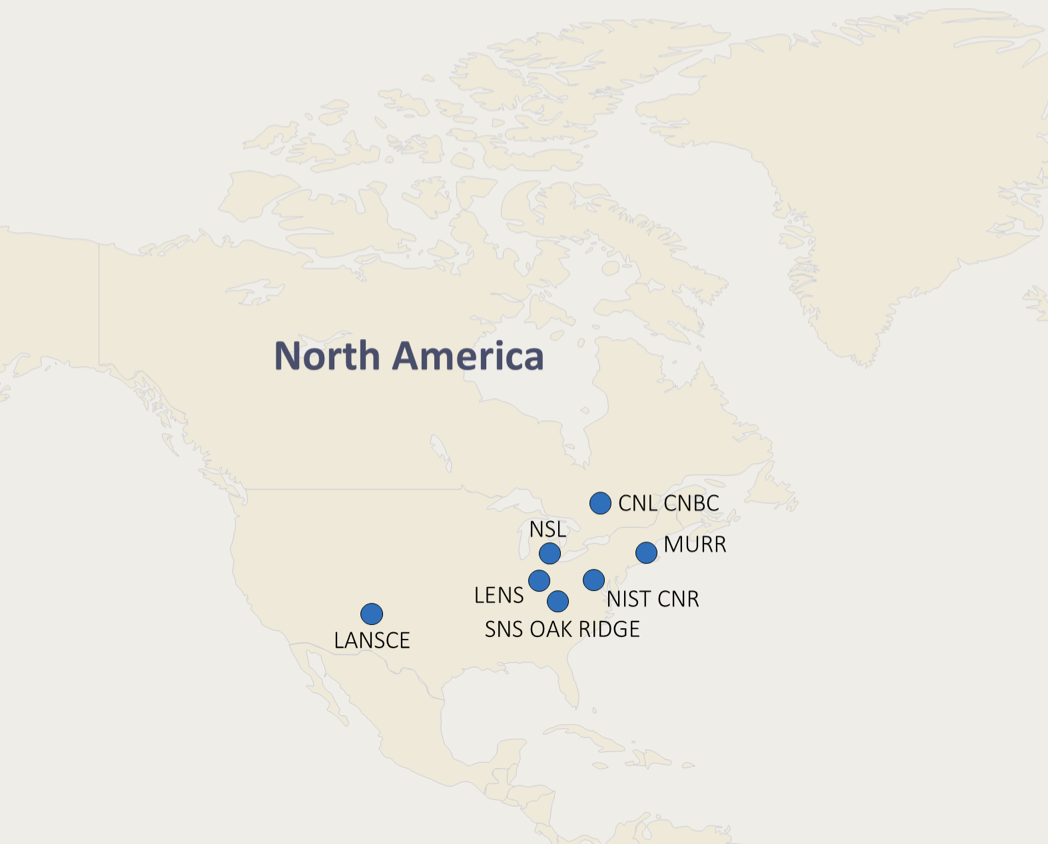 North America
CNL CNBC
NSL
MURR
LENS
NIST CNR
SNS OAK RIDGE
LANSCE